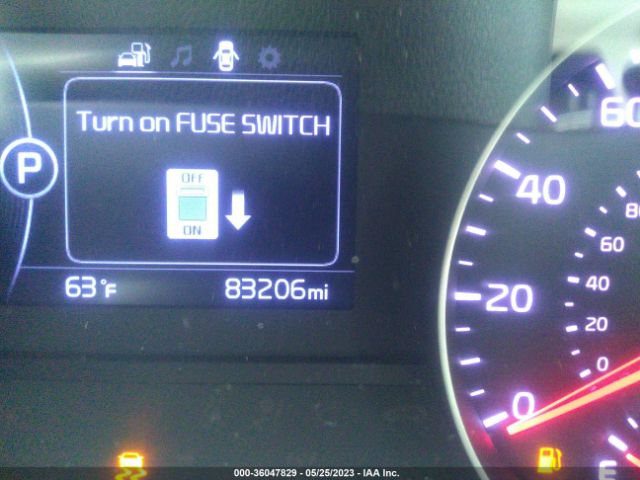 Turn on FUSE SWITCH
P
OFF
ON
63°F
83206mi
60
40
20
0
80
60
40
20
0
E
000-36047829 - 05/25/2023 - IAA Inc.